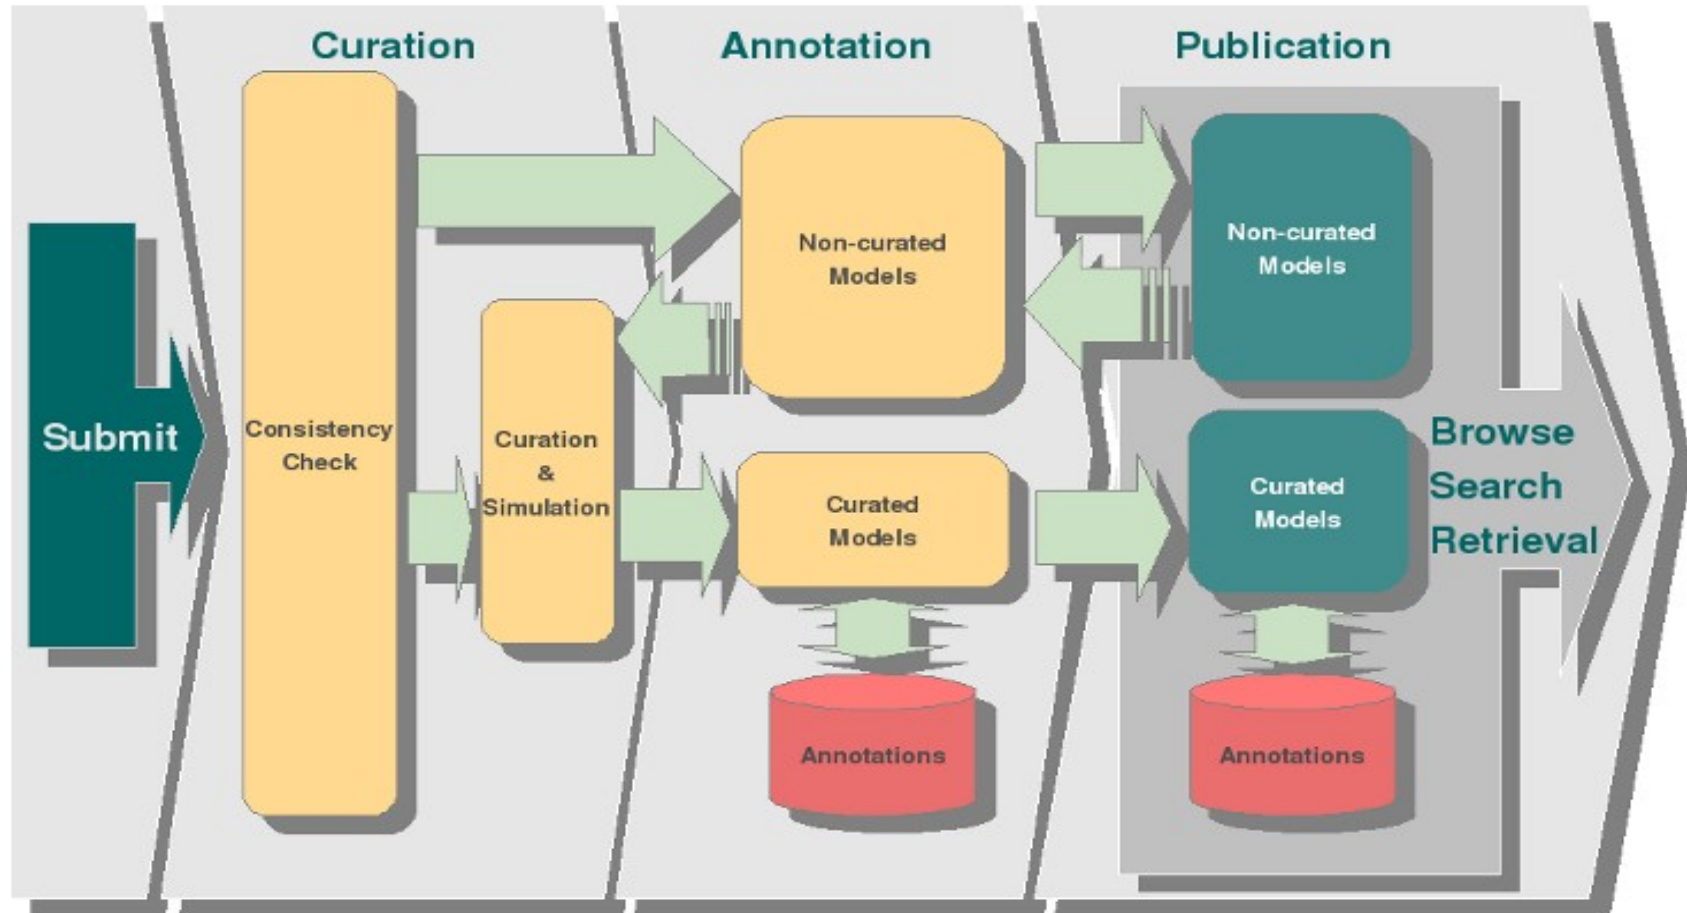 Curation
Annotation
Publication
Submit
Consistency
Check
Curation
&
Simulation
Non-curated
Models
Curated
Models
Annotations
Non-curated
Models
Curated
Models
Annotations
Browse
Search
Retrieval